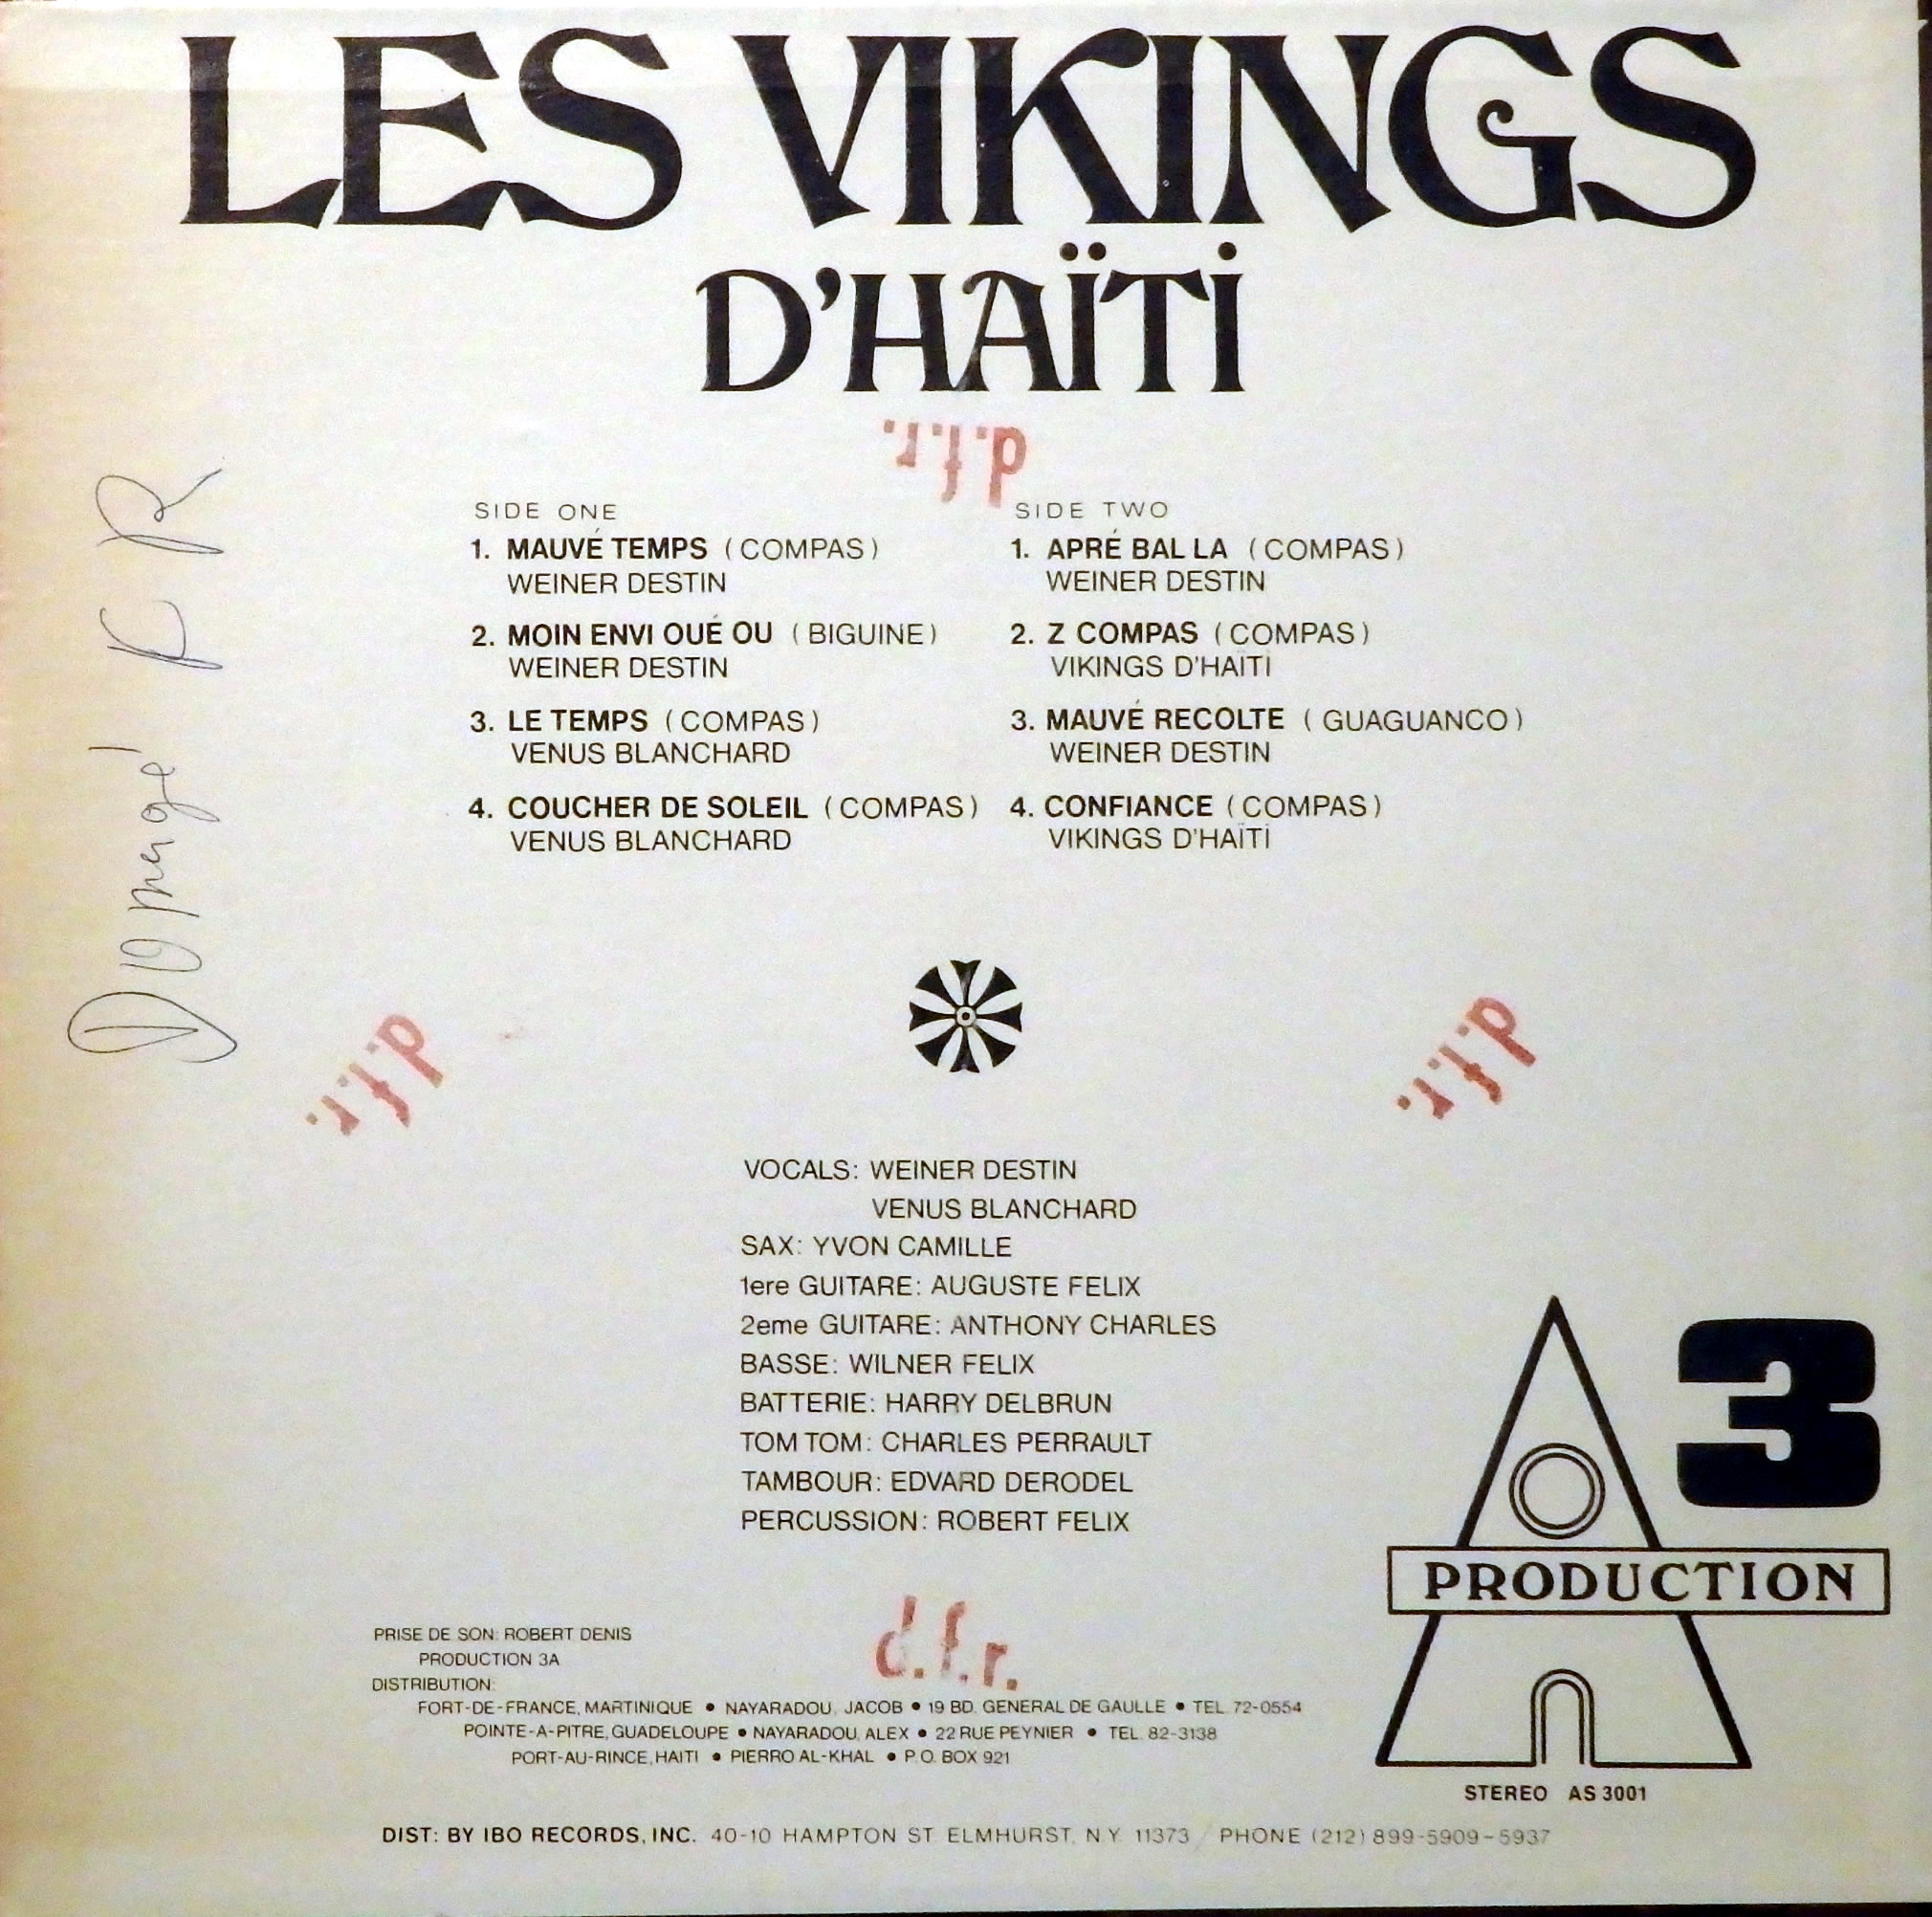 LES VIKINGS
D'HAÏTI
d.f.r.
SIDE ONE
1. MAUVÉ TEMPS (COMPAS)
WEINER DESTIN
2. MOIN ENVI OUÉ OU (BIGUINE)
WEINER DESTIN
3. LE TEMPS (COMPAS)
VENUS BLANCHARD
4. COUCHER DE SOLEIL (COMPAS)
VENUS BLANCHARD
SIDE TWO
1. APRÉ BAL LA (COMPAS)
WEINER DESTIN
2. Z COMPAS (COMPAS)
VIKINGS D'HAÏTI
3. MAUVÉ RECOLTE (GUAGUANCO)
WEINER DESTIN
4. CONFIANCE (COMPAS)
VIKINGS D'HAÏTI
d.f.r.
d.f.r.
VOCALS: WEINER DESTIN
VENUS BLANCHARD
SAX: YVON CAMILLE
1ere GUITARE: AUGUSTE FELIX
2eme GUITARE: ANTHONY CHARLES
BASSE: WILNER FELIX
BATTERIE: HARRY DELBRUN
TOM TOM: CHARLES PERRAULT
TAMBOUR: EDVARD DERODEL
PERCUSSION: ROBERT FELIX
3
PRODUCTION
d.f.r.
PRISE DE SON: ROBERT DENIS
PRODUCTION 3A
DISTRIBUTION:
FORT-DE-FRANCE, MARTINIQUE • NAYARADOU, JACOB • 19 BD. GENERAL DE GAULLE • TEL. 72-0554
POINTE-A-PITRE, GUADELOUPE • NAYARADOU, ALEX • 22 RUE PEYNIER • TEL. 82-3138
PORT-AU-RINCE, HAITI • PIERRO AL-KHAL • P.O. BOX 921
STEREO AS 3001
DIST: BY IBO RECORDS, INC. 40-10 HAMPTON ST. ELMHURST, N.Y. 11373 / PHONE (212) 899-5909-5937